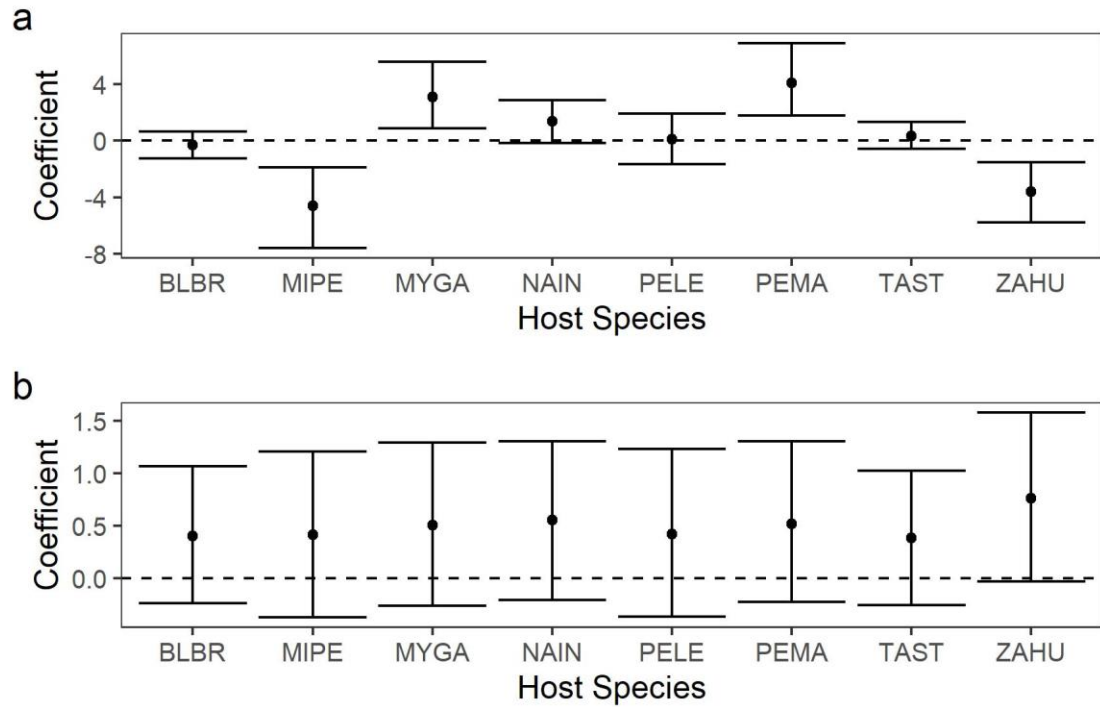 a
Coefficient
4
0
-4
-8
BLBR MIPE MYGA NAIN PELE PEMA TAST ZAHU
Host Species
b
Coefficient
1.5
1.0
0.5
0.0
BLBR MIPE MYGA NAIN PELE PEMA TAST ZAHU
Host Species